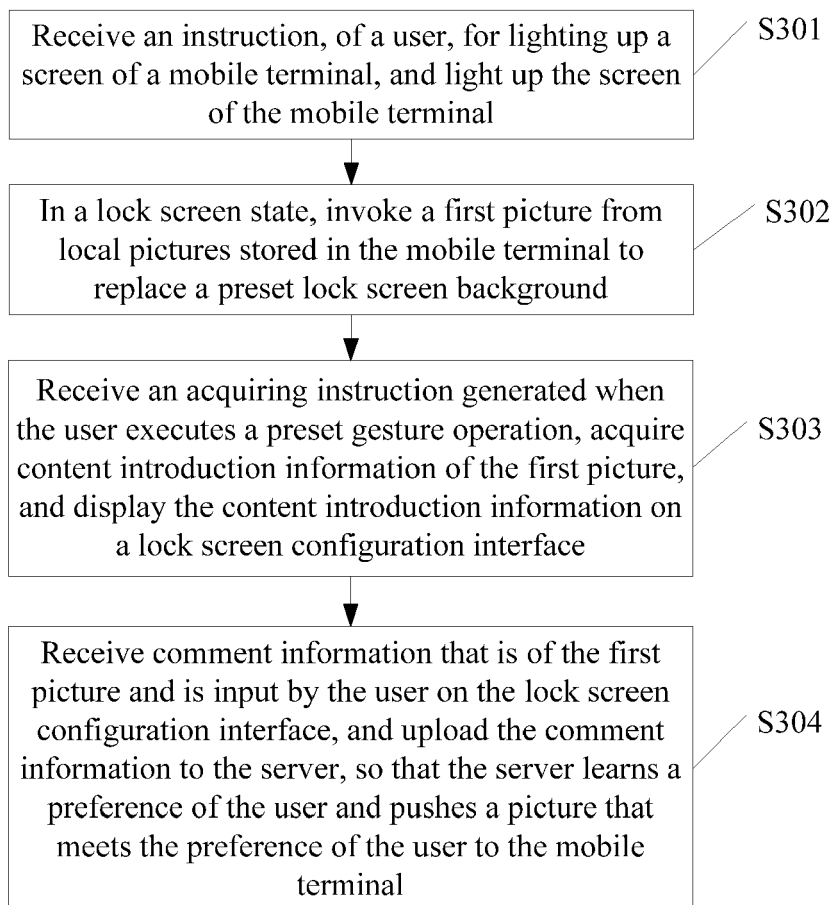 Receive an instruction, of a user, for lighting up a
screen of a mobile terminal, and light up the screen
of the mobile terminal
S301
In a lock screen state, invoke a first picture from
local pictures stored in the mobile terminal to
replace a preset lock screen background
S302
Receive an acquiring instruction generated when
the user executes a preset gesture operation, acquire
content introduction information of the first picture,
and display the content introduction information on
a lock screen configuration interface
S303
Receive comment information that is of the first
picture and is input by the user on the lock screen
configuration interface, and upload the comment
information to the server, so that the server learns a
preference of the user and pushes a picture that
meets the preference of the user to the mobile
terminal
S304